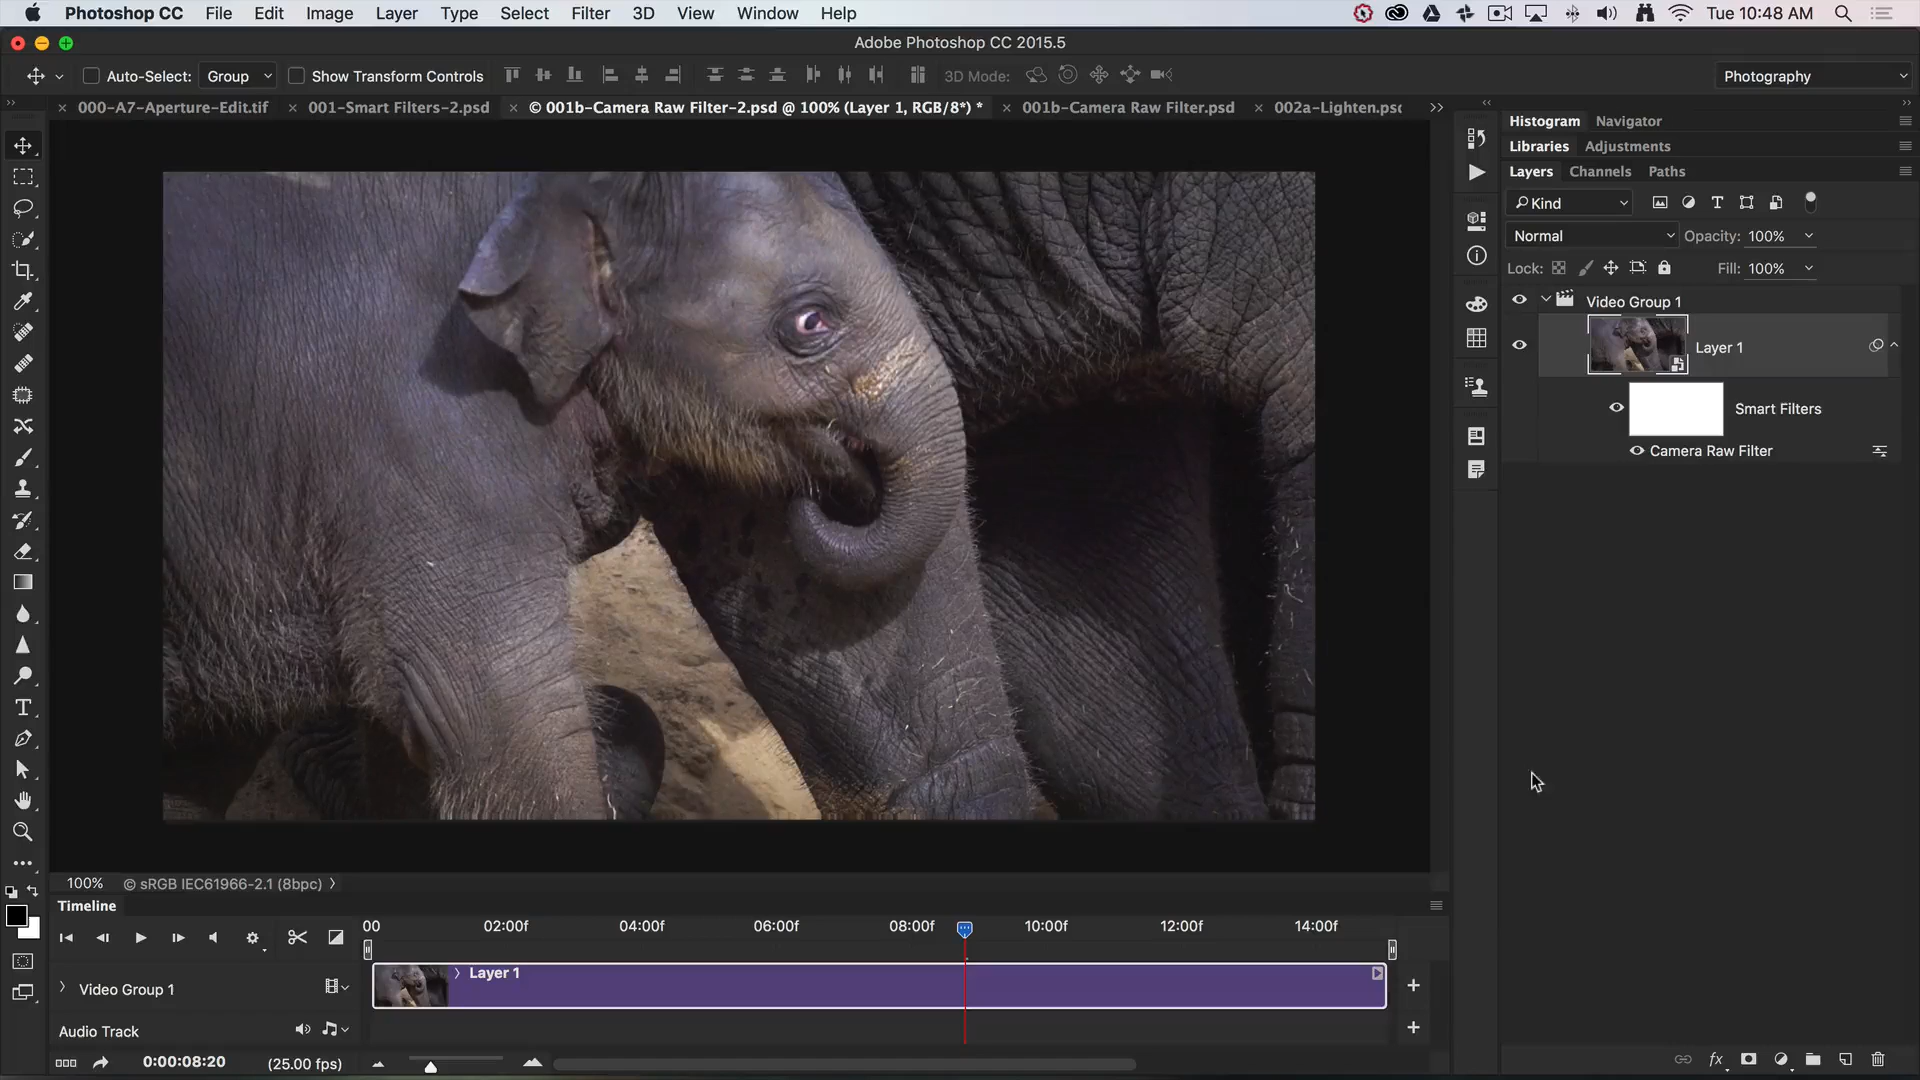 Photoshop CC File Edit Image Layer Type Select Filter 3D View Window Help Tue 10:48 AM
Adobe Photoshop CC 2015.5
Auto-Select: Group Show Transform Controls 3D Mode: Photography
000-A7-Aperture-Edit.tif 001-Smart Filters-2.psd © 001b-Camera Raw Filter-2.psd @ 100% (Layer 1, RGB/8*) * 001b-Camera Raw Filter.psd 002a-Lighten.psd
Histogram Navigator
Libraries Adjustments
Layers Channels Paths
Kind
Normal Opacity: 100%
Lock: Fill: 100%
Video Group 1
Layer 1
Smart Filters
Camera Raw Filter
100% © sRGB IEC61966-2.1 (8bpc)
Timeline
00 02:00f 04:00f 06:00f 08:00f 10:00f 12:00f 14:00f
Layer 1
Video Group 1
Audio Track
0:00:08:20 (25.00 fps)
fx